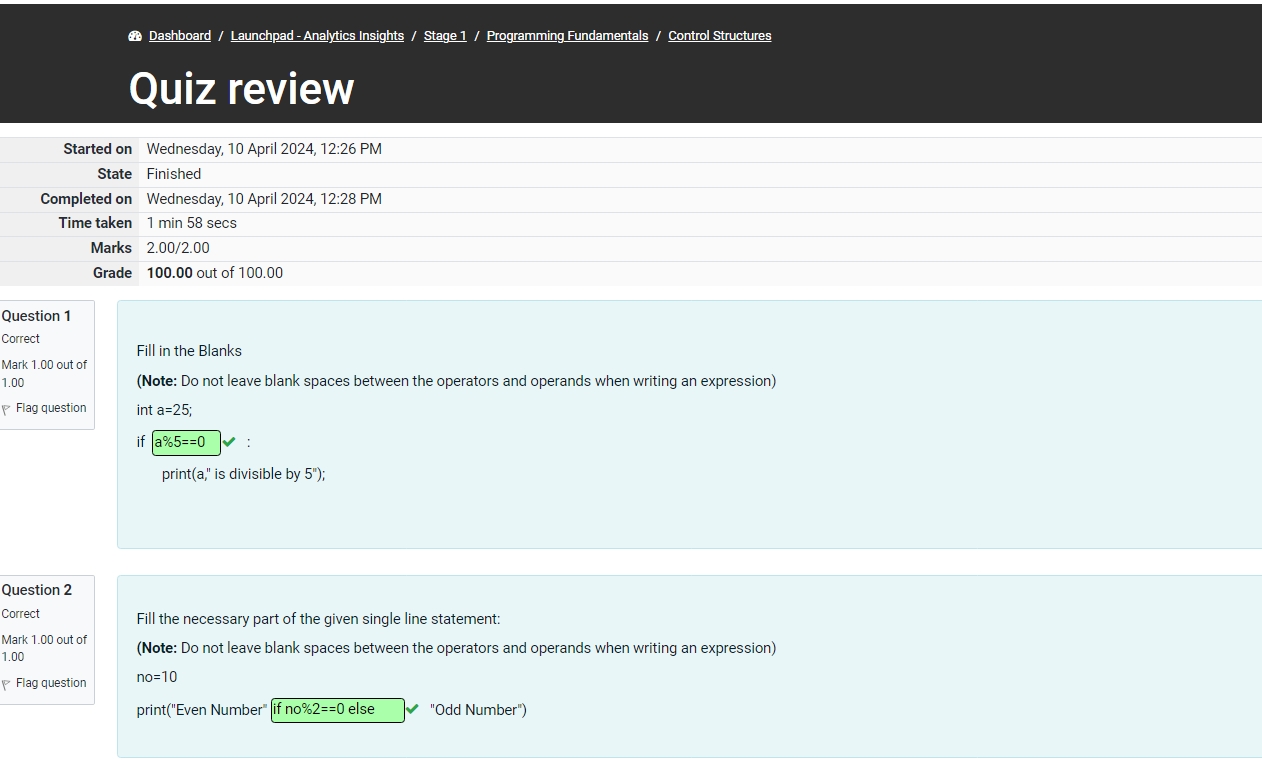 Dashboard / Launchpad - Analytics Insights / Stage 1 / Programming Fundamentals / Control Structures
Quiz review
Started on Wednesday, 10 April 2024, 12:26 PM
State Finished
Completed on Wednesday, 10 April 2024, 12:28 PM
Time taken 1 min 58 secs
Marks 2.00/2.00
Grade 100.00 out of 100.00
Question 1
Correct
Mark 1.00 out of
1.00
Flag question
Fill in the Blanks
(Note: Do not leave blank spaces between the operators and operands when writing an expression)
int a=25;
if a%5==0 :
print(a," is divisible by 5");
Question 2
Correct
Mark 1.00 out of
1.00
Flag question
Fill the necessary part of the given single line statement:
(Note: Do not leave blank spaces between the operators and operands when writing an expression)
no=10
print("Even Number" if no%2==0 else "Odd Number")